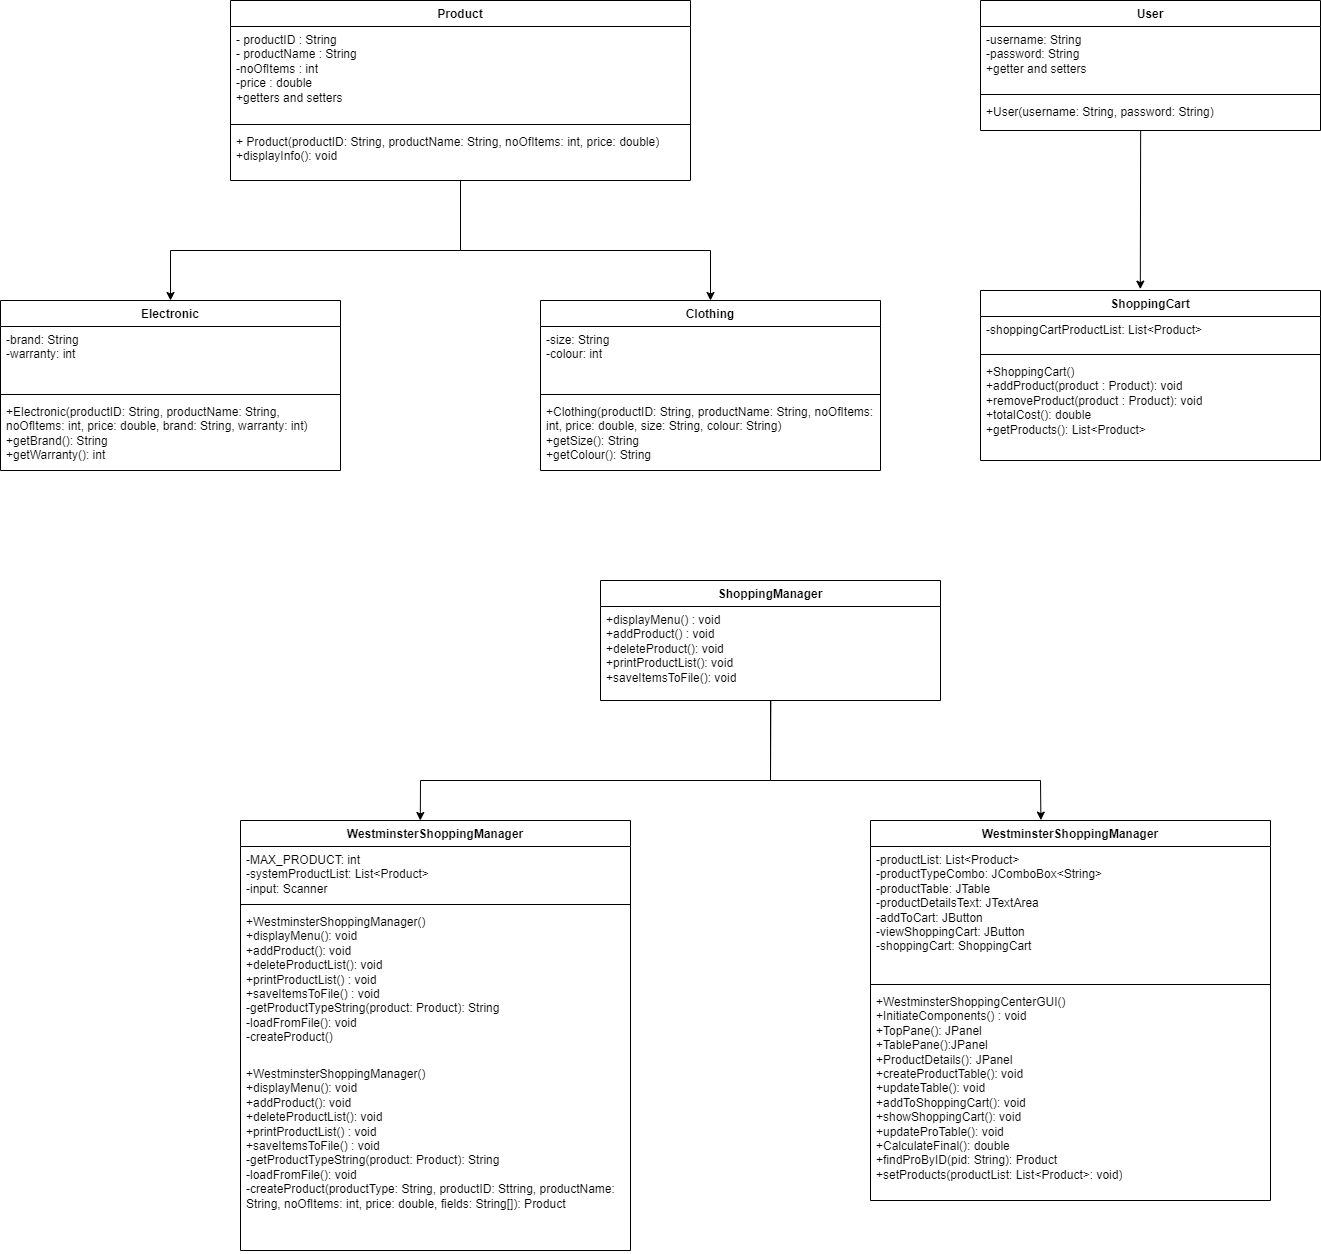 Product
- productID : String
- productName : String
-noOfItems : int
-price : double
+getters and setters
+ Product(productID: String, productName: String, noOfItems: int, price: double)
+displayInfo(): void
User
-username: String
-password: String
+getter and setters
+User(username: String, password: String)
Electronic
-brand: String
-warranty: int
+Electronic(productID: String, productName: String,
noOfItems: int, price: double, brand: String, warranty: int)
+getBrand(): String
+getWarranty(): int
Clothing
-size: String
-colour: int
+Clothing(productID: String, productName: String, noOfItems:
int, price: double, size: String, colour: String)
+getSize(): String
+getColour(): String
ShoppingCart
-shoppingCartProductList: List<Product>
+ShoppingCart()
+addProduct(product : Product): void
+removeProduct(product : Product): void
+totalCost(): double
+getProducts(): List<Product>
ShoppingManager
+displayMenu() : void
+addProduct() : void
+deleteProduct(): void
+printProductList(): void
+saveItemsToFile(): void
WestminsterShoppingManager
-MAX_PRODUCT: int
-systemProductList: List<Product>
-input: Scanner
+WestminsterShoppingManager()
+displayMenu(): void
+addProduct(): void
+deleteProductList(): void
+printProductList() : void
+saveItemsToFile() : void
-getProductTypeString(product: Product): String
-loadFromFile(): void
-createProduct()
+WestminsterShoppingManager()
+displayMenu(): void
+addProduct(): void
+deleteProductList(): void
+printProductList() : void
+saveItemsToFile() : void
-getProductTypeString(product: Product): String
-loadFromFile(): void
-createProduct(productType: String, productID: Sttring, productName:
String, noOfItems: int, price: double, fields: String[]): Product
WestminsterShoppingManager
-productList: List<Product>
-productTypeCombo: JComboBox<String>
-productTable: JTable
-productDetailsText: JTextArea
-addToCart: JButton
-viewShoppingCart: JButton
-shoppingCart: ShoppingCart
+WestminsterShoppingCenterGUI()
+InitiateComponents() : void
+TopPane(): JPanel
+TablePane():JPanel
+ProductDetails(): JPanel
+createProductTable(): void
+updateTable(): void
+addToShoppingCart(): void
+showShoppingCart(): void
+updateProTable(): void
+CalculateFinal(): double
+findProByID(pid: String): Product
+setProducts(productList: List<Product>: void)